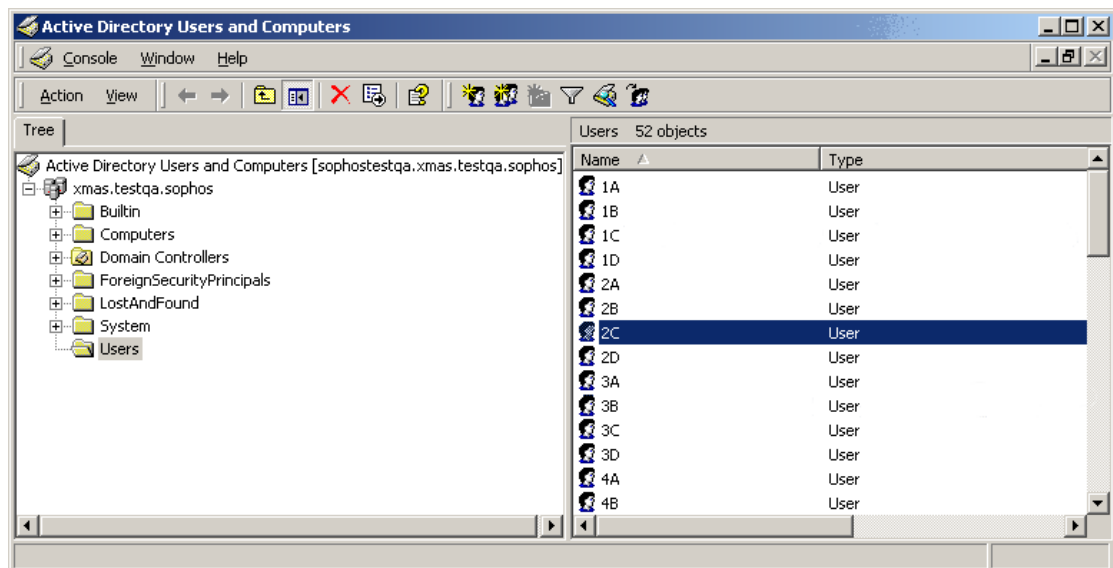 Active Directory Users and Computers
Console Window Help
Action View
Tree
Users 52 objects
Active Directory Users and Computers [sophostestqa.xmas.testqa.sophos]
xmas.testqa.sophos
Builtin
Computers
Domain Controllers
ForeignSecurityPrincipals
LostAndFound
System
Users
Name Type
1A User
1B User
1C User
1D User
2A User
2B User
2C User
2D User
3A User
3B User
3C User
3D User
4A User
4B User